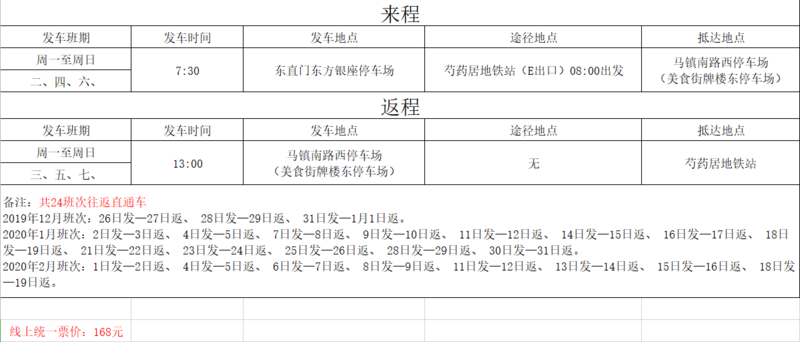 来程
发车班期 发车时间 发车地点 途径地点 抵达地点
周一至周日
二、四、六、
7:30 东直门东方银座停车场 芍药居地铁站（E出口）08:00出发
马镇南路西停车场
（美食街牌楼东停车场）
返程
发车班期 发车时间 发车地点 途径地点 抵达地点
周一至周日
三、五、七、
13:00
马镇南路西停车场
（美食街牌楼东停车场）
无 芍药居地铁站
备注：共24班次往返直通车
2019年12月班次：26日发—27日返、 28日发—29日返、 31日发—1月1日返。
2020年1月班次：2日发—3日返、 4日发—5日返、 7日发—8日返、 9日发—10日返、 11日发—12日返、 14日发—15日返、 16日发—17日返、 18日
发—19日返、 21日发—22日返、 23日发—24日返、 25日发—26日返、 28日发—29日返、 30日发—31日返。
2020年2月班次：1日发—2日返、 4日发—5日返、 6日发—7日返、 8日发—9日返、 11日发—12日返、 13日发—14日返、 15日发—16日返、 18日发
—19日返。
线上统一票价：168元